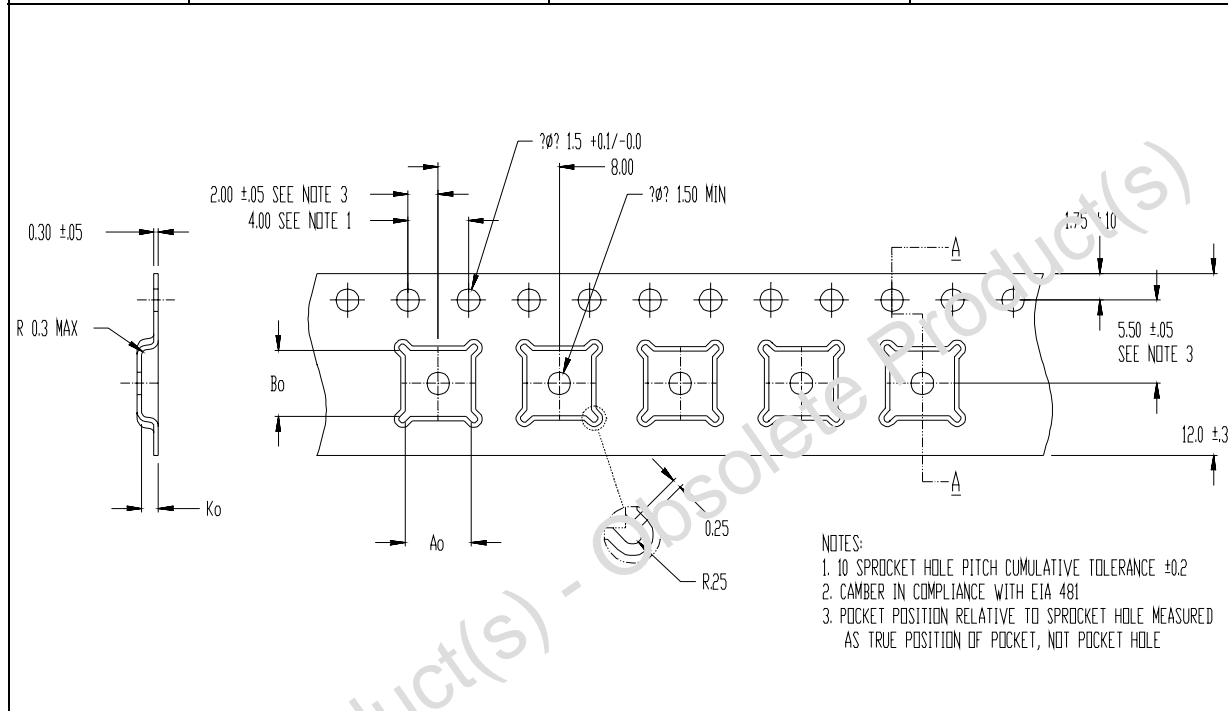 ?ø? 1.5 +0.1/-0.0
8.00
2.00 ±.05 SEE NOTE 3
?ø? 1.50 MIN
4.00 SEE NOTE 1
0.30 ±.05
1.75 ±.10
A
R 0.3 MAX
5.50 ±.05
SEE NOTE 3
Bo
12.0 ±.3
A
Ko
Ao
0.25
R.25
NOTES:
1. 10 SPROCKET HOLE PITCH CUMULATIVE TOLERANCE ±0.2
2. CAMBER IN COMPLIANCE WITH EIA 481
3. POCKET POSITION RELATIVE TO SPROCKET HOLE MEASURED
AS TRUE POSITION OF POCKET, NOT POCKET HOLE
duct(s) - Obsolete Product(s)